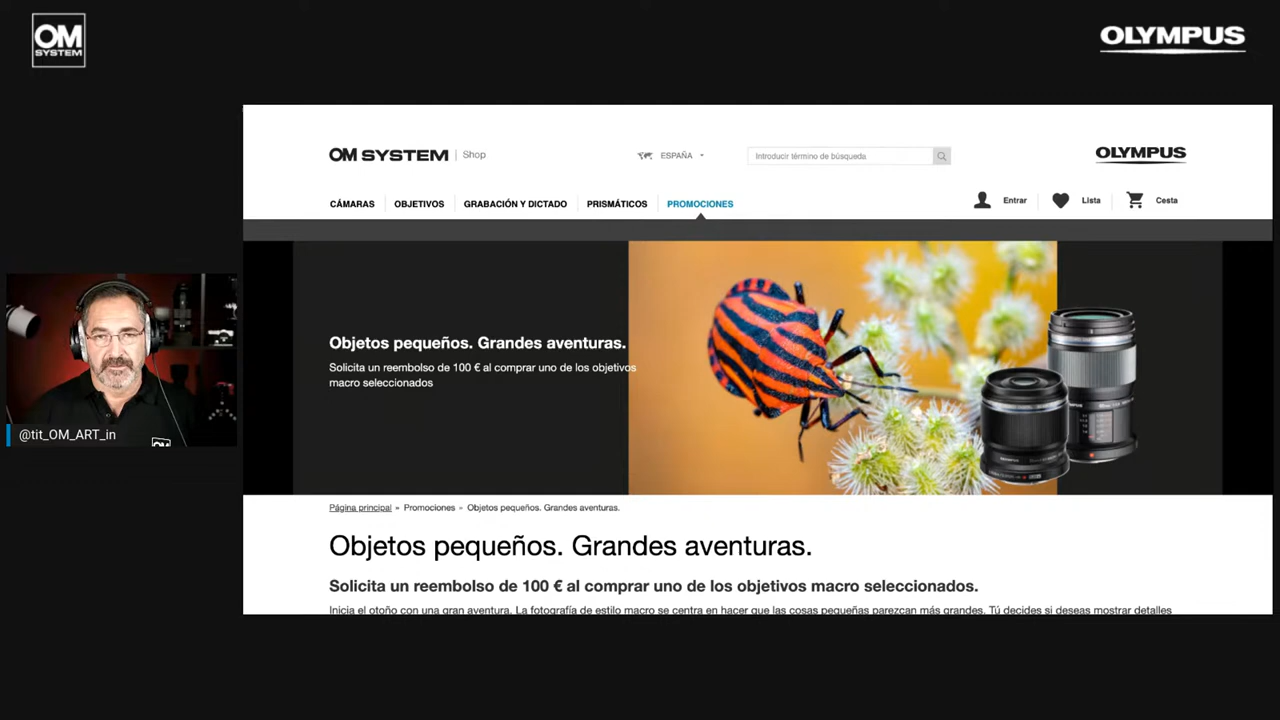 OM
SYSTEM
OLYMPUS
OM SYSTEM | Shop
ESPAÑA
Introducir término de búsqueda
OLYMPUS
CÁMARAS
OBJETIVOS
GRABACIÓN Y DICTADO
PRISMÁTICOS
PROMOCIONES
Entrar
Lista
Cesta
Objetos pequeños. Grandes aventuras.
Solicita un reembolso de 100 € al comprar uno de los objetivos
macro seleccionados
OLYMPUS
OLYMPUS
@tit_OM_ART_in
OM
Página principal » Promociones » Objetos pequeños. Grandes aventuras.
Objetos pequeños. Grandes aventuras.
Solicita un reembolso de 100 € al comprar uno de los objetivos macro seleccionados.
Inicia el otoño con una gran aventura. La fotografía de estilo macro se centra en hacer que las cosas pequeñas parezcan más grandes. Tú decides si deseas mostrar detalles